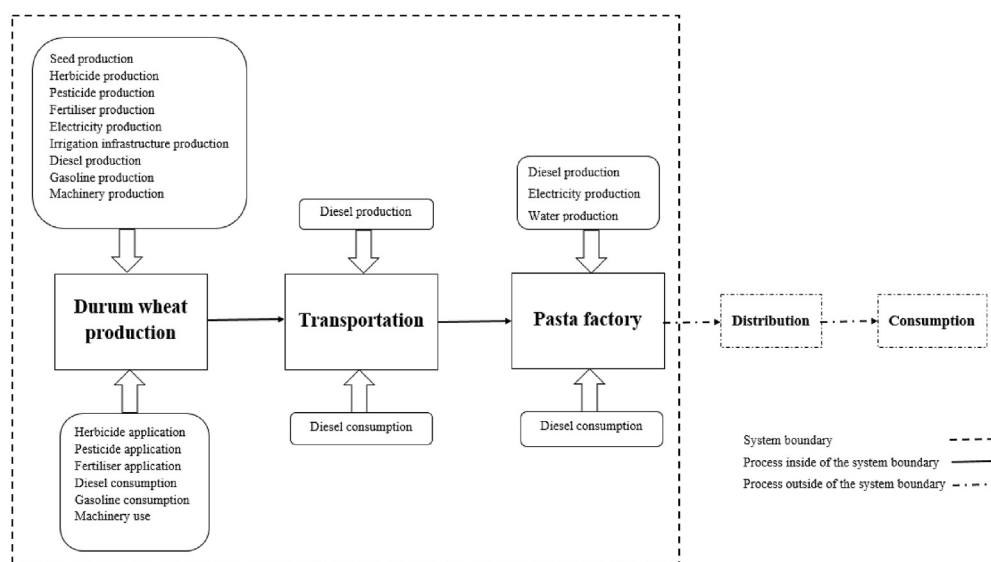 Seed production
Herbicide production
Pesticide production
Fertiliser production
Electricity production
Irrigation infrastructure production
Diesel production
Gasoline production
Machinery production
Diesel production
Diesel production
Electricity production
Water production
Durum wheat
production
Transportation
Pasta factory
Distribution
Consumption
Herbicide application
Pesticide application
Fertiliser application
Diesel consumption
Gasoline consumption
Machinery use
Diesel consumption
Diesel consumption
System boundary
Process inside of the system boundary
Process outside of the system boundary